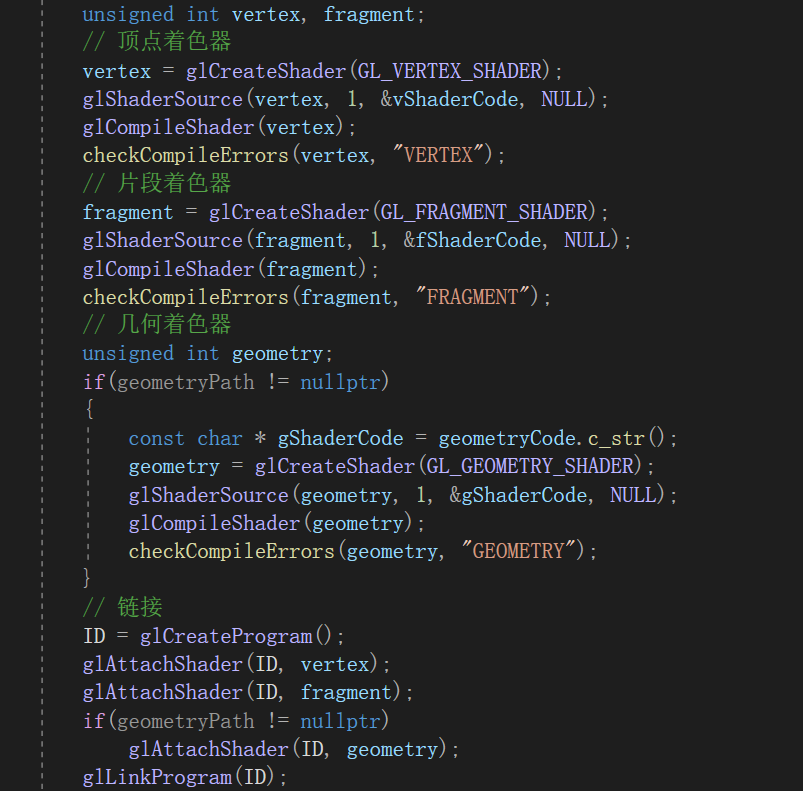 unsigned int vertex, fragment;
// 顶点着色器
vertex = glCreateShader(GL_VERTEX_SHADER);
glShaderSource(vertex, 1, &vShaderCode, NULL);
glCompileShader(vertex);
checkCompileErrors(vertex, "VERTEX");
// 片段着色器
fragment = glCreateShader(GL_FRAGMENT_SHADER);
glShaderSource(fragment, 1, &fShaderCode, NULL);
glCompileShader(fragment);
checkCompileErrors(fragment, "FRAGMENT");
// 几何着色器
unsigned int geometry;
if(geometryPath != nullptr)
{
const char * gShaderCode = geometryCode.c_str();
geometry = glCreateShader(GL_GEOMETRY_SHADER);
glShaderSource(geometry, 1, &gShaderCode, NULL);
glCompileShader(geometry);
checkCompileErrors(geometry, "GEOMETRY");
}
// 链接
ID = glCreateProgram();
glAttachShader(ID, vertex);
glAttachShader(ID, fragment);
if(geometryPath != nullptr)
glAttachShader(ID, geometry);
glLinkProgram(ID);